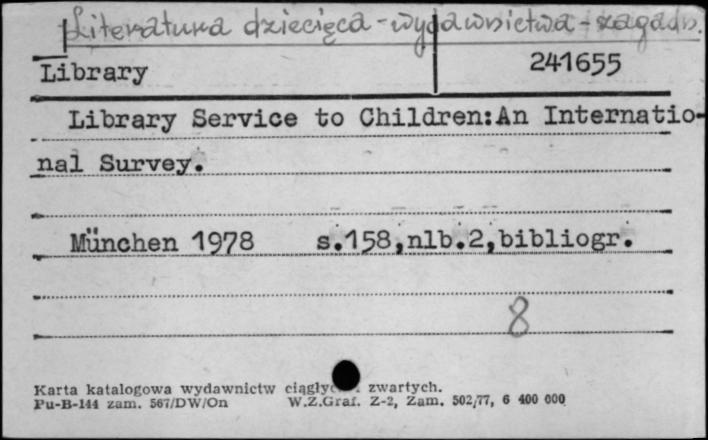 Literatura dziecięca - wydawnictwa - zagadn.
Library 241655
Library Service to Children:An Internatio-
nal Survey.
München 1978 s.158,nlb.2,bibliogr.
8
Karta katalogowa wydawnictw zwartych.
Pu-B-144 zam. 567/DW/On W.Z.Graf. Z-2, Zam. 502/77, 6 400 000